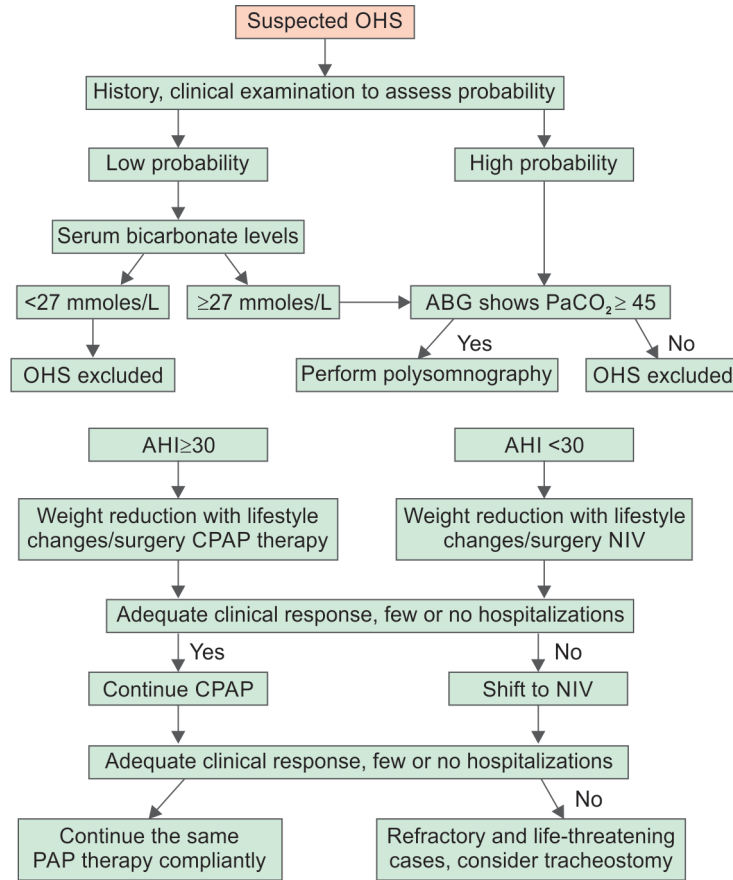 Suspected OHS
History, clinical examination to assess probability
Low probability
High probability
Serum bicarbonate levels
<27 mmoles/L
≥27 mmoles/L
ABG shows PaCO₂ ≥ 45
Yes
No
OHS excluded
Perform polysomnography
OHS excluded
AHI≥30
AHI <30
Weight reduction with lifestyle
changes/surgery CPAP therapy
Weight reduction with lifestyle
changes/surgery NIV
Adequate clinical response, few or no hospitalizations
Yes
No
Continue CPAP
Shift to NIV
Adequate clinical response, few or no hospitalizations
No
Continue the same
PAP therapy compliantly
Refractory and life-threatening
cases, consider tracheostomy